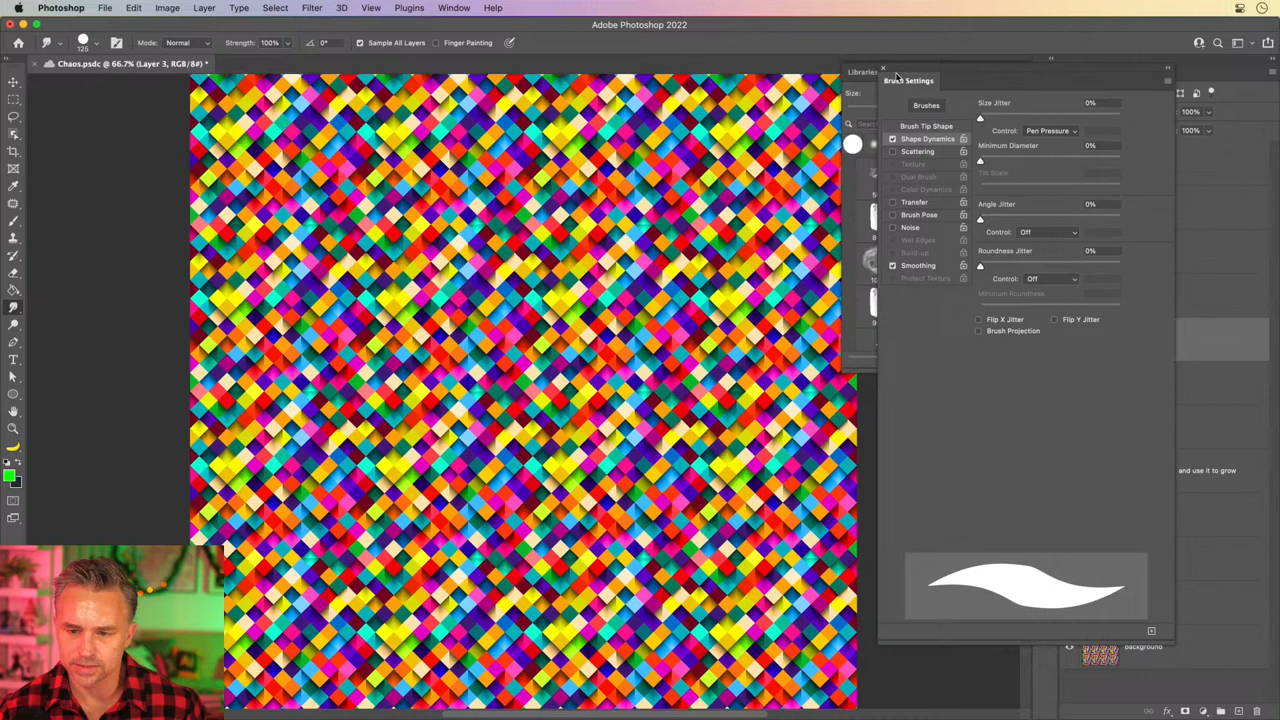 Photoshop File Edit Image Layer Type Select Filter 3D View Plugins Window Help
Adobe Photoshop 2022
125 Mode: Normal Strength: 100% 0° Sample All Layers Finger Painting
Chaos.psdc @ 66.7% (Layer 3, RGB/8#) *
Libraries
Brush Settings
Size:
Brushes
Size Jitter 0%
100%
Brush Tip Shape
Control: Pen Pressure
100%
Shape Dynamics
Minimum Diameter 0%
Scattering
Texture
Tilt Scale
Dual Brush
Color Dynamics
Transfer
Angle Jitter 0%
Brush Pose
Noise
Control: Off
Wet Edges
Build-up
Roundness Jitter 0%
Smoothing
Protect Texture
Control: Off
Minimum Roundness
Flip X Jitter Flip Y Jitter
Brush Projection
and use it to grow
background